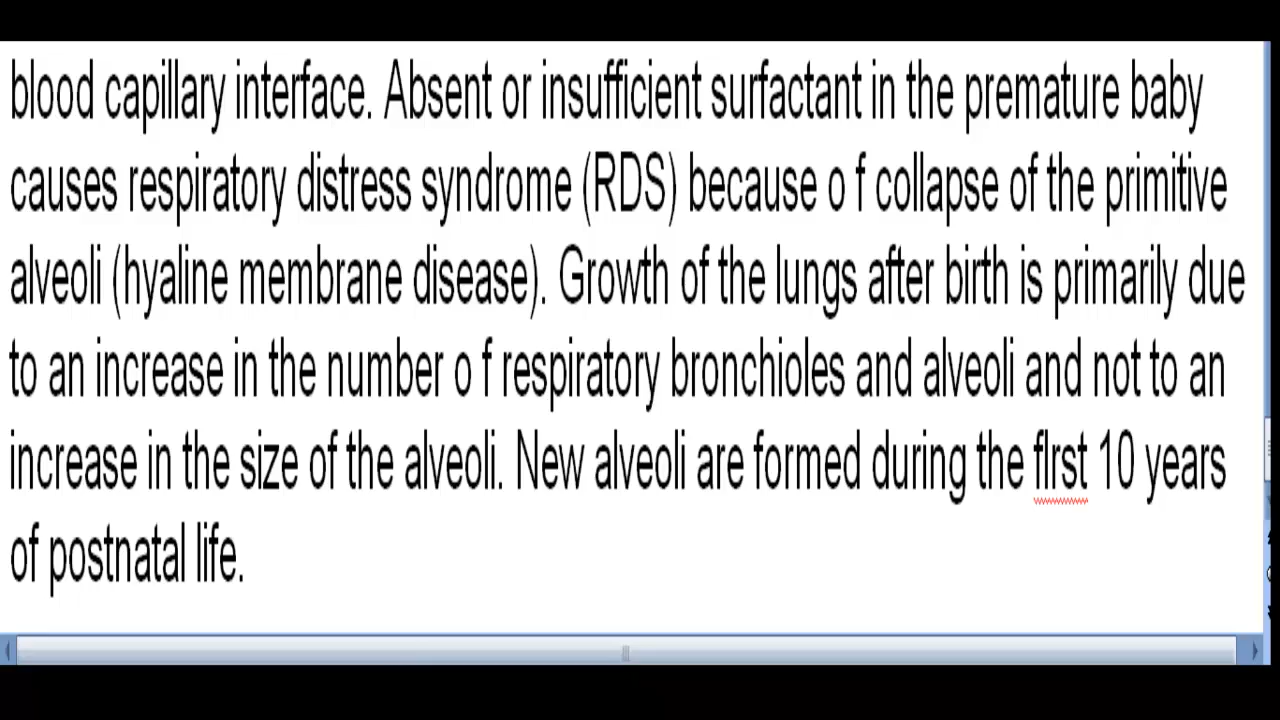 blood capillary interface. Absent or insufficient surfactant in the premature baby
causes respiratory distress syndrome (RDS) because o f collapse of the primitive
alveoli (hyaline membrane disease). Growth of the lungs after birth is primarily due
to an increase in the number o f respiratory bronchioles and alveoli and not to an
increase in the size of the alveoli. New alveoli are formed during the flrst 10 years
of postnatal life.